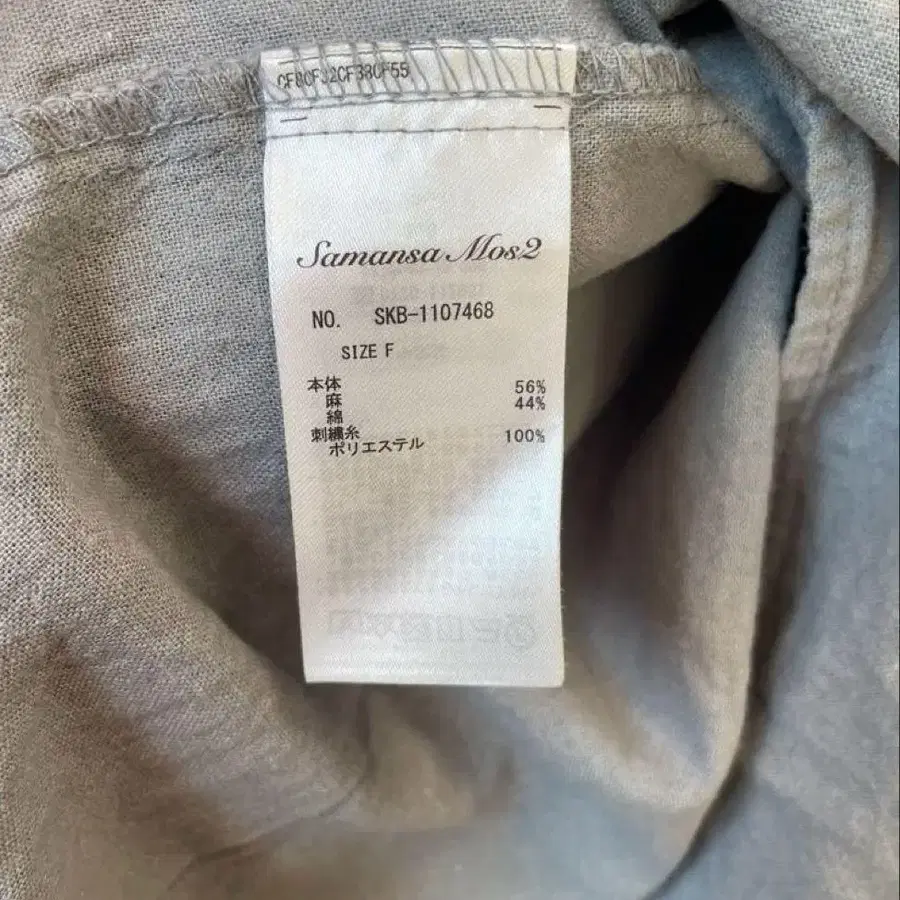 Samansa Mos2
NO. SKB-1107468
SIZE F
本体 56%
麻 44%
綿
刺繍糸 100%
ポリエステル